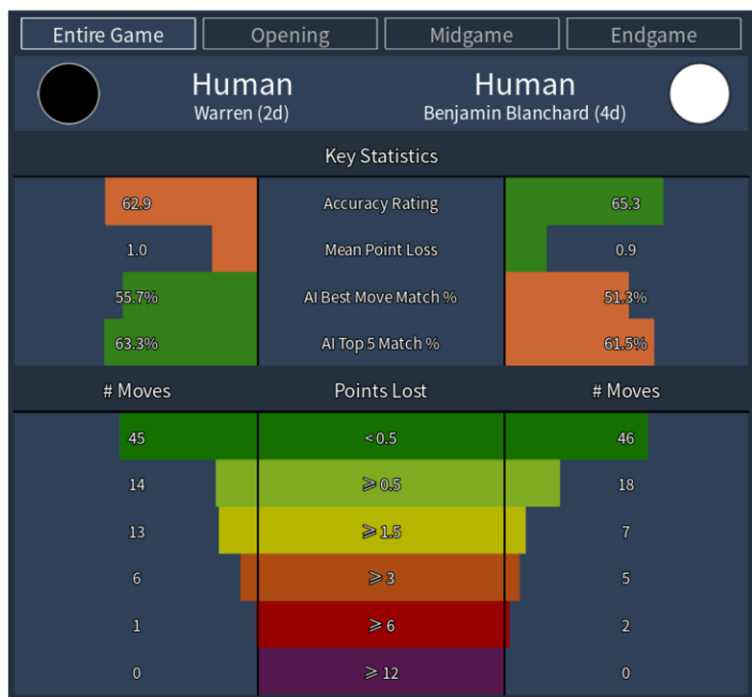 Entire Game Opening Midgame Endgame
Human Human
Warren (2d) Benjamin Blanchard (4d)
Key Statistics
62.9 Accuracy Rating 65.3
1.0 Mean Point Loss 0.9
55.7% AI Best Move Match % 51.3%
63.3% AI Top 5 Match % 61.5%
# Moves Points Lost # Moves
45 < 0.5 46
14 ⩾ 0.5 18
13 ⩾ 1.5 7
6 ⩾ 3 5
1 ⩾ 6 2
0 ⩾ 12 0